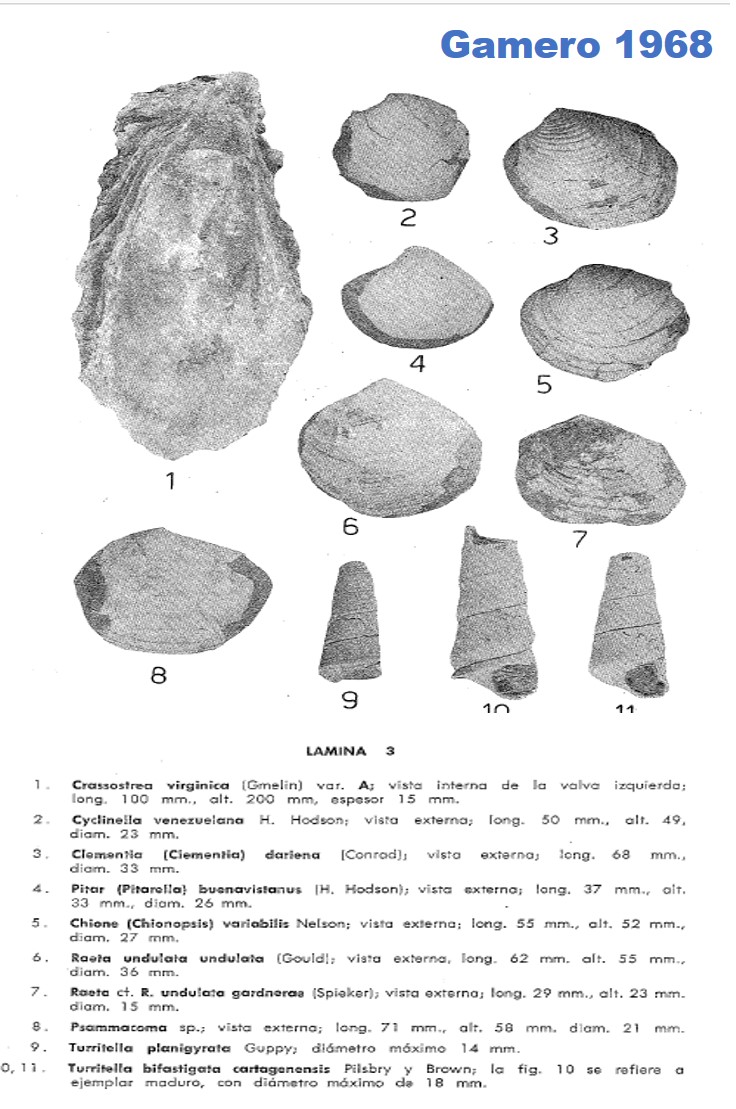 Gamero 1968
1
2
3
4
5
6
7
8
9
10
11
LAMINA 3
1. Crassostrea virginica (Gmelin) var. A; vista interna de la valva izquierda;
long. 100 mm., alt. 200 mm, espesor 15 mm.
2. Cyclinella venezuelana H. Hodson; vista externa; long. 50 mm., alt. 49,
diam. 23 mm.
3. Clementia (Clementia) dariena (Conrad); vista externa; long. 68 mm.,
diam. 33 mm.
4. Pitar (Pitarella) buenavistanus (H. Hodson); vista externa; long. 37 mm., alt.
33 mm., diam. 26 mm.
5. Chione (Chionopsis) variabilis Nelson; vista externa; long. 55 mm., alt. 52 mm.,
diam. 27 mm.
6. Raeta undulata undulata (Gould); vista externa, long. 62 mm. alt. 55 mm.,
diam. 36 mm.
7. Raeta cf. R. undulata gardnerae (Spieker); vista externa; long. 29 mm., alt. 23 mm.
diam. 15 mm.
8. Psammacoma sp.; vista externa; long. 71 mm., alt. 58 mm. diam. 21 mm.
9. Turritella planigyrata Guppy; diámetro máximo 14 mm.
0, 11. Turritella bifastigata cartagenensis Pilsbry y Brown; la fig. 10 se refiere a
ejemplar maduro, con diámetro máximo de 18 mm.